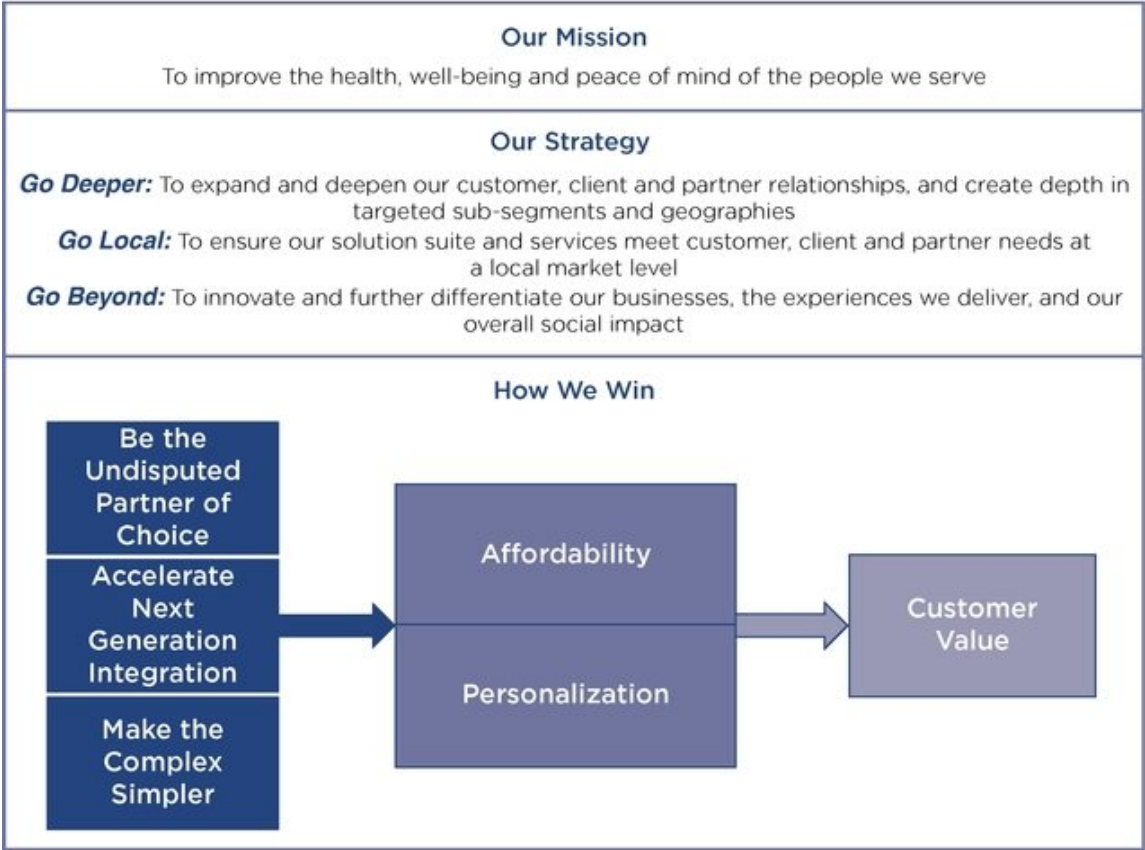 Our Mission
To improve the health, well-being and peace of mind of the people we serve
Our Strategy
Go Deeper: To expand and deepen our customer, client and partner relationships, and create depth in
targeted sub-segments and geographies
Go Local: To ensure our solution suite and services meet customer, client and partner needs at
a local market level
Go Beyond: To innovate and further differentiate our businesses, the experiences we deliver, and our
overall social impact
How We Win
Be the
Undisputed
Partner of
Choice
Accelerate
Next
Generation
Integration
Make the
Complex
Simpler
Affordability
Personalization
Customer
Value